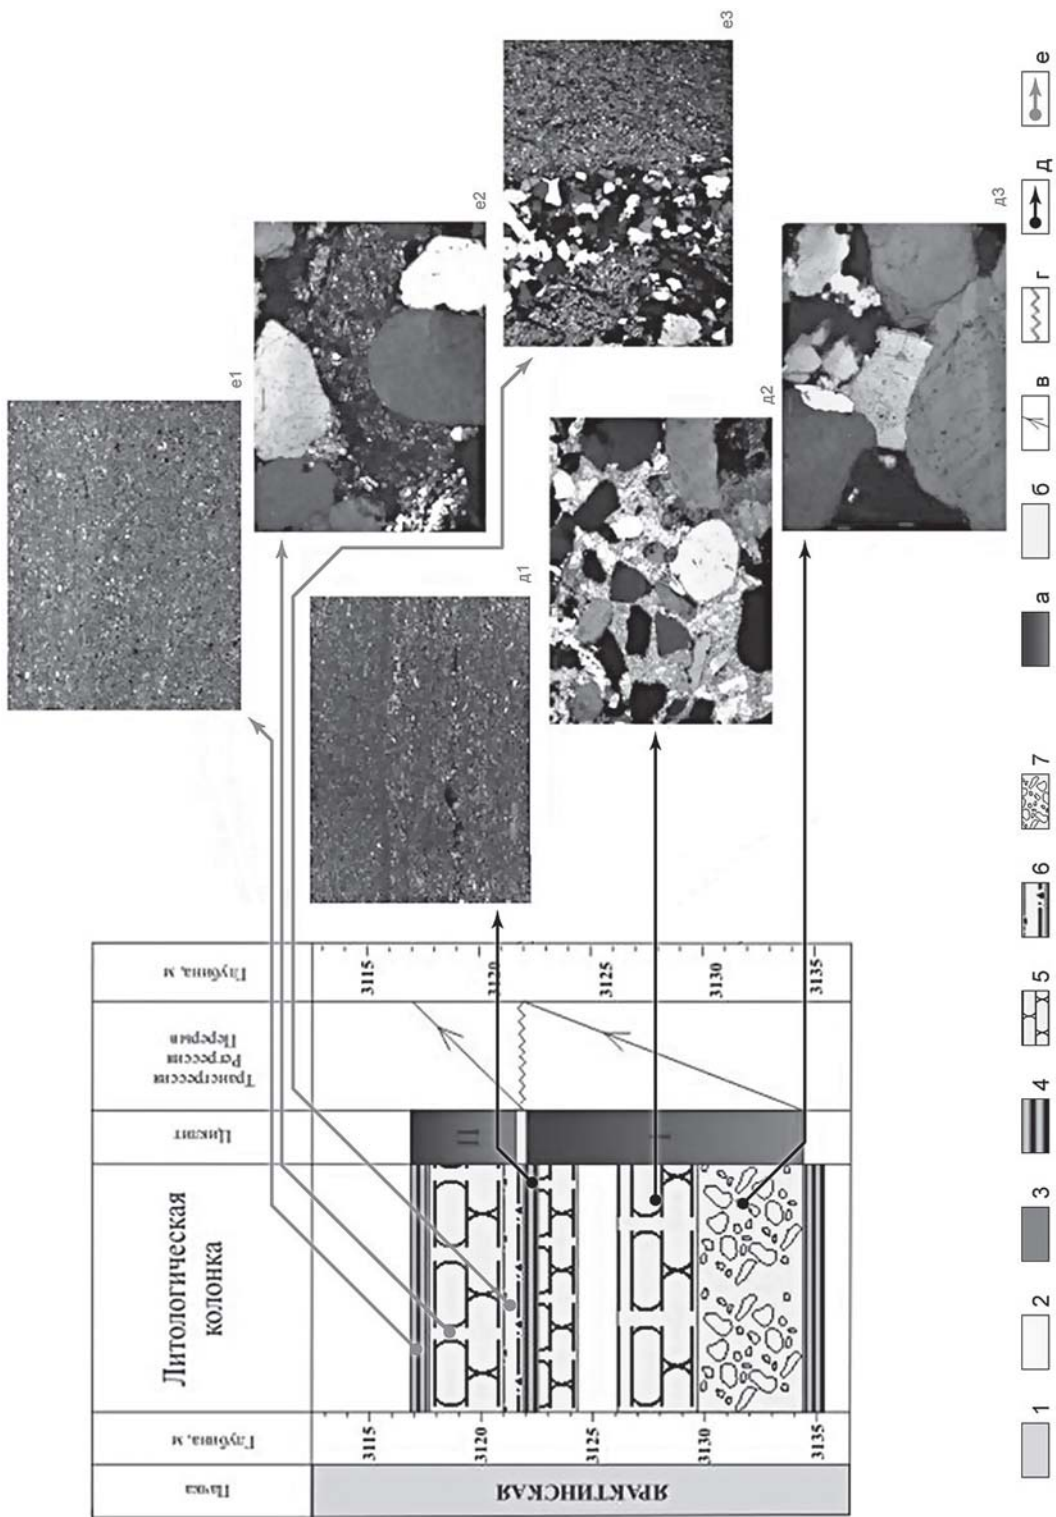 Пачка
Глубина, м
Литологическая
колонка
Циклит
Трансгрессия
Регрессия
Перерыв
Глубина, м
ЯРАКТИНСКАЯ
3115
3120
3125
3130
3135
II
I
3115
3120
3125
3130
3135
е1
е2
е3
д1
д2
д3
1
2
3
4
5
6
7
а
б
в
г
д
е